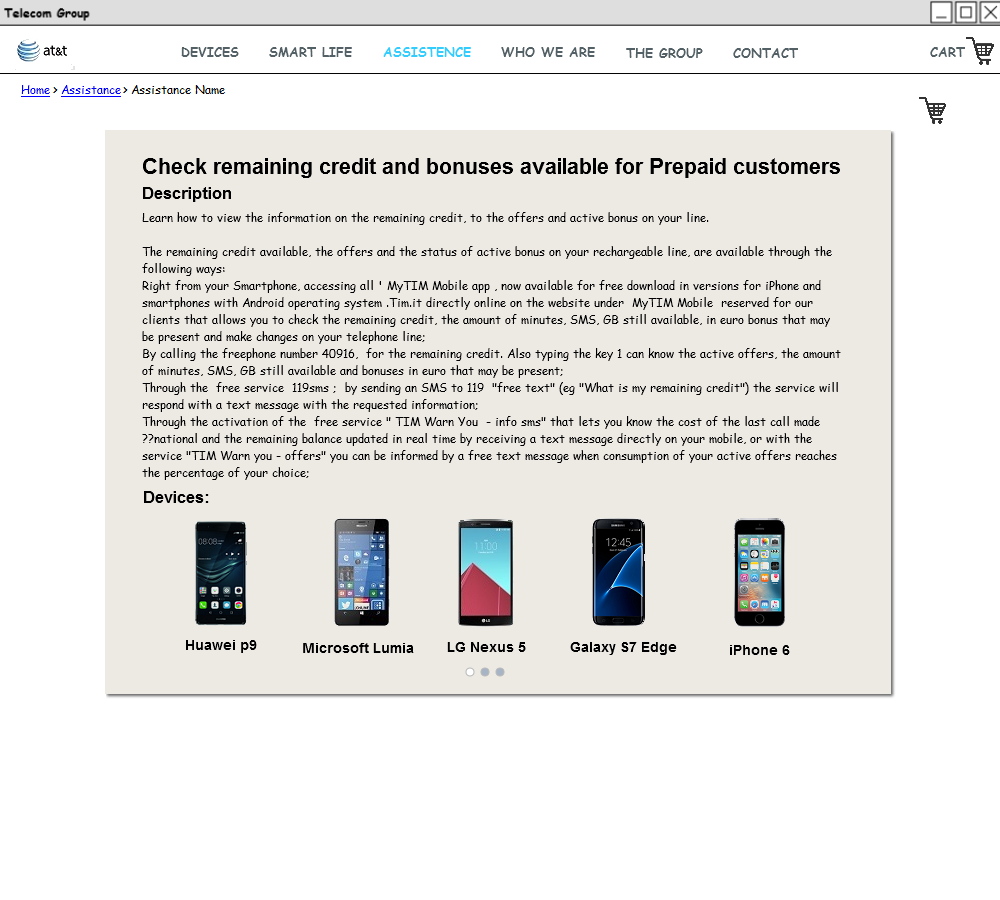 Telecom Group
at&t
DEVICES SMART LIFE ASSISTENCE WHO WE ARE THE GROUP CONTACT CART
Home > Assistance > Assistance Name
Check remaining credit and bonuses available for Prepaid customers
Description
Learn how to view the information on the remaining credit, to the offers and active bonus on your line.
The remaining credit available, the offers and the status of active bonus on your rechargeable line, are available through the
following ways:
Right from your Smartphone, accessing all ' MyTIM Mobile app , now available for free download in versions for iPhone and
smartphones with Android operating system .Tim.it directly online on the website under  MyTIM Mobile  reserved for our
clients that allows you to check the remaining credit, the amount of minutes, SMS, GB still available, in euro bonus that may
be present and make changes on your telephone line;
By calling the freephone number 40916,  for the remaining credit. Also typing the key 1 can know the active offers, the amount
of minutes, SMS, GB still available and bonuses in euro that may be present;
Through the  free service  119sms ;  by sending an SMS to 119  "free text" (eg "What is my remaining credit") the service will
respond with a text message with the requested information;
Through the activation of the  free service " TIM Warn You  - info sms" that lets you know the cost of the last call made
??national and the remaining balance updated in real time by receiving a text message directly on your mobile, or with the
service "TIM Warn you - offers" you can be informed by a free text message when consumption of your active offers reaches
the percentage of your choice;
Devices:
08:08
11:00
12:45
LG
Huawei p9
Microsoft Lumia
LG Nexus 5
Galaxy S7 Edge
iPhone 6